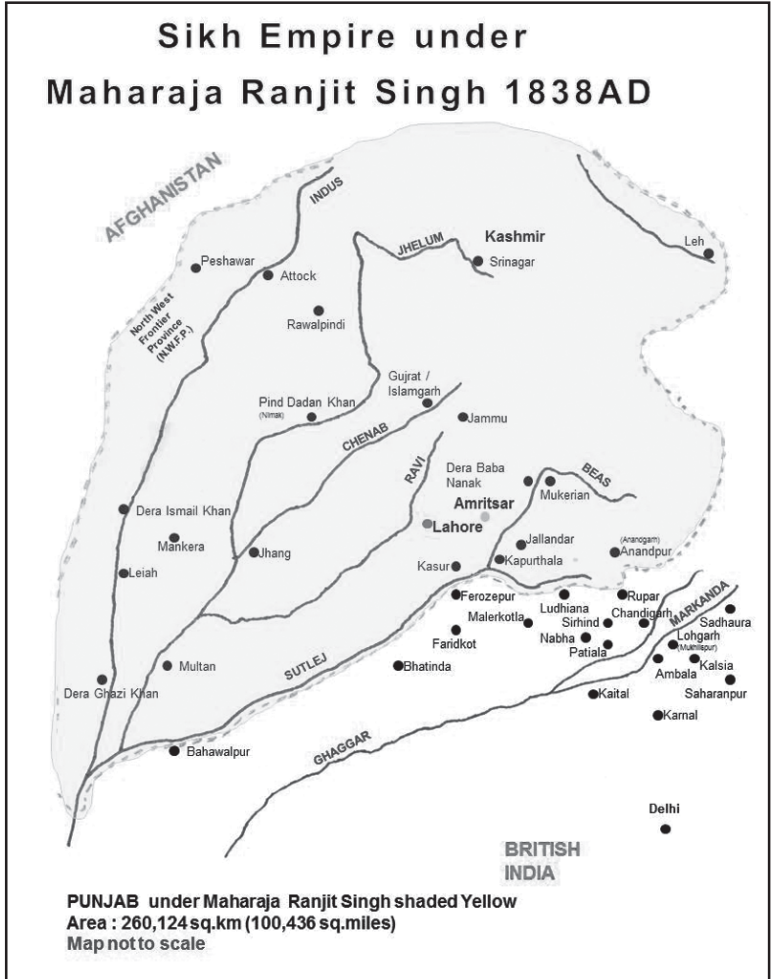 Sikh Empire under
Maharaja Ranjit Singh 1838AD
AFGHANISTAN
INDUS
JHELUM
Kashmir
Srinagar
Leh
Peshawar
Attock
Rawalpindi
North West
Frontier
Province
(N.W.F.P.)
Gujrat /
Islamgarh
Pind Dadan Khan
(Nimak)
Jammu
CHENAB
RAVI
Dera Baba
Nanak
BEAS
Mukerian
Amritsar
Lahore
Dera Ismail Khan
Mankera
Jhang
Jallandar
(Anandgarh)
Anandpur
Kapurthala
Kasur
Leiah
Ferozepur
Ludhiana
Rupar
MARKANDA
Malerkotla
Sirhind
Chandigarh
Sadhaura
Faridkot
Nabha
Patiala
Lohgarh
(Mukhlispur)
Multan
SUTLEJ
Bhatinda
Ambala
Kalsia
Dera Ghazi Khan
Kaital
Saharanpur
Karnal
Bahawalpur
GHAGGAR
Delhi
BRITISH
INDIA
PUNJAB under Maharaja Ranjit Singh shaded Yellow
Area : 260,124 sq.km (100,436 sq.miles)
Map not to scale